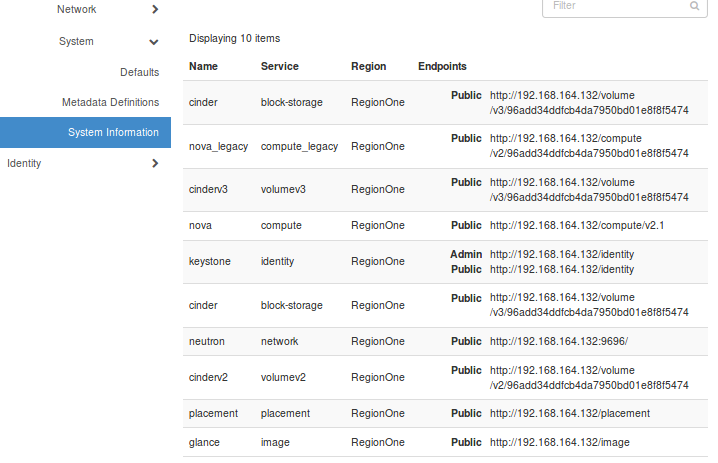 Network
Filter
System
Displaying 10 items
Name Service Region Endpoints
Defaults
Metadata Definitions
System Information
Identity
cinder block-storage RegionOne Public http://192.168.164.132/volume
/v3/96add34ddfcb4da7950bd01e8f8f5474
nova_legacy compute_legacy RegionOne Public http://192.168.164.132/compute
/v2/96add34ddfcb4da7950bd01e8f8f5474
cinderv3 volumev3 RegionOne Public http://192.168.164.132/volume
/v3/96add34ddfcb4da7950bd01e8f8f5474
nova compute RegionOne Public http://192.168.164.132/compute/v2.1
keystone identity RegionOne Admin http://192.168.164.132/identity
Public http://192.168.164.132/identity
cinder block-storage RegionOne Public http://192.168.164.132/volume
/v3/96add34ddfcb4da7950bd01e8f8f5474
neutron network RegionOne Public http://192.168.164.132:9696/
cinderv2 volumev2 RegionOne Public http://192.168.164.132/volume
/v2/96add34ddfcb4da7950bd01e8f8f5474
placement placement RegionOne Public http://192.168.164.132/placement
glance image RegionOne Public http://192.168.164.132/image